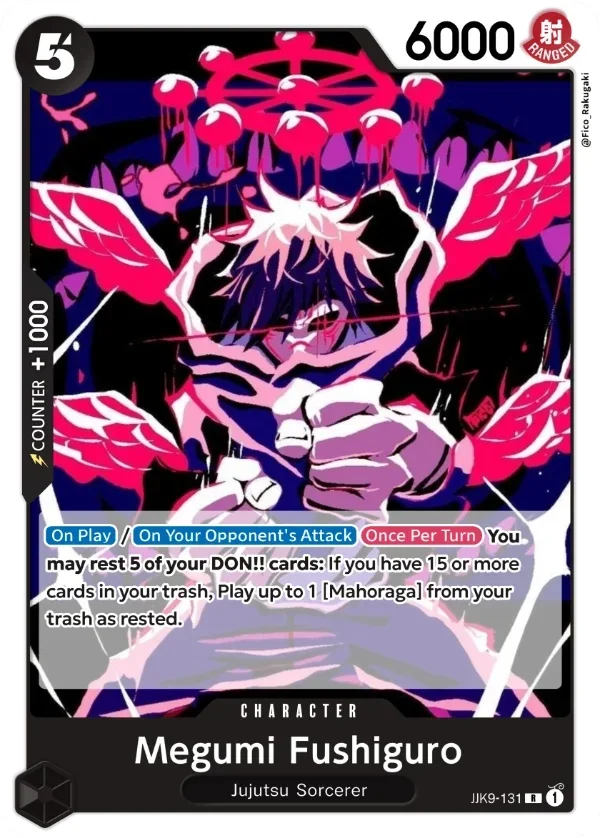 5
6000
射
RANGED
@Fico_Rakugaki
COUNTER +1000
On Play / On Your Opponent's Attack Once Per Turn You
may rest 5 of your DON!! cards: If you have 15 or more
cards in your trash, Play up to 1 [Mahoraga] from your
trash as rested.
CHARACTER
Megumi Fushiguro
Jujutsu Sorcerer
JJK9-131 R 1